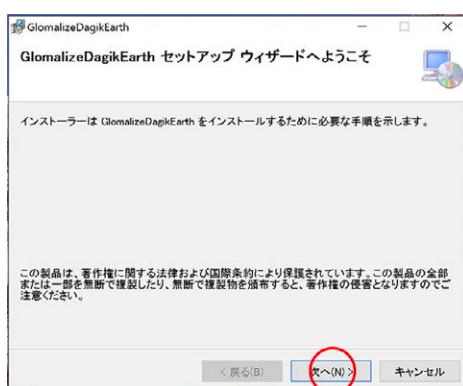 GlomalizeDagikEarth
GlomalizeDagikEarth セットアップ ウィザードへようこそ
インストーラーは GlomalizeDagikEarth をインストールするために必要な手順を示します。
この製品は、著作権に関する法律および国際条約により保護されています。この製品の全部
または一部を無断で複製したり、無断で複製物を頒布すると、著作権の侵害となりますのでご
注意ください。
< 戻る(B) 次へ(N) > キャンセル